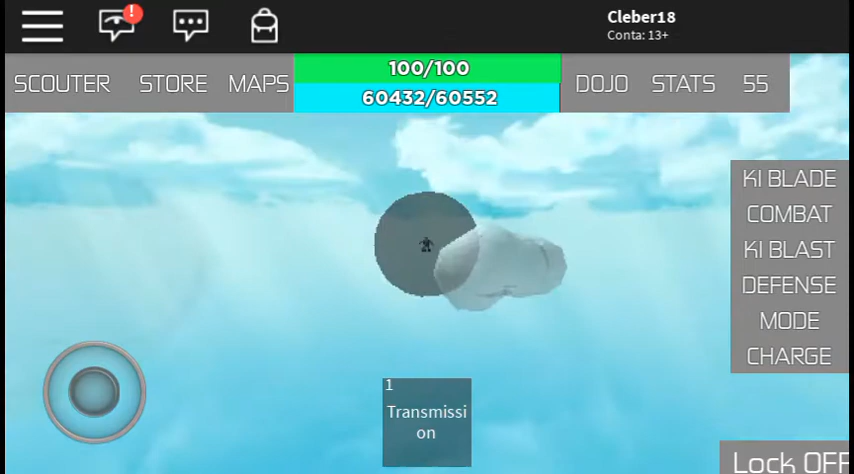 !
Cleber18
Conta: 13+
SCOUTER
STORE
MAPS
100/100
60432/60552
DOJO
STATS
55
KI BLADE
COMBAT
KI BLAST
DEFENSE
MODE
CHARGE
1
Transmissi
on
Lock OFF